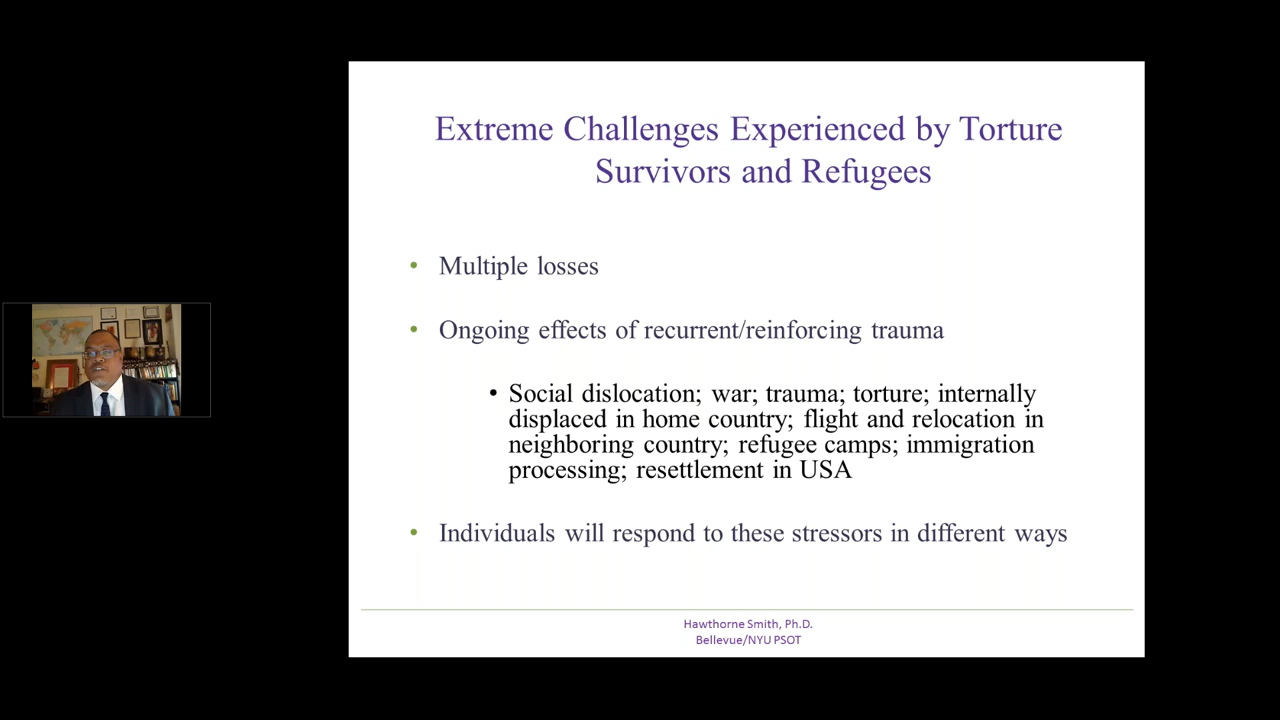 Extreme Challenges Experienced by Torture
Survivors and Refugees
• Multiple losses
• Ongoing effects of recurrent/reinforcing trauma
• Social dislocation; war; trauma; torture; internally
displaced in home country; flight and relocation in
neighboring country; refugee camps; immigration
processing; resettlement in USA
• Individuals will respond to these stressors in different ways
Hawthorne Smith, Ph.D.
Bellevue/NYU PSOT